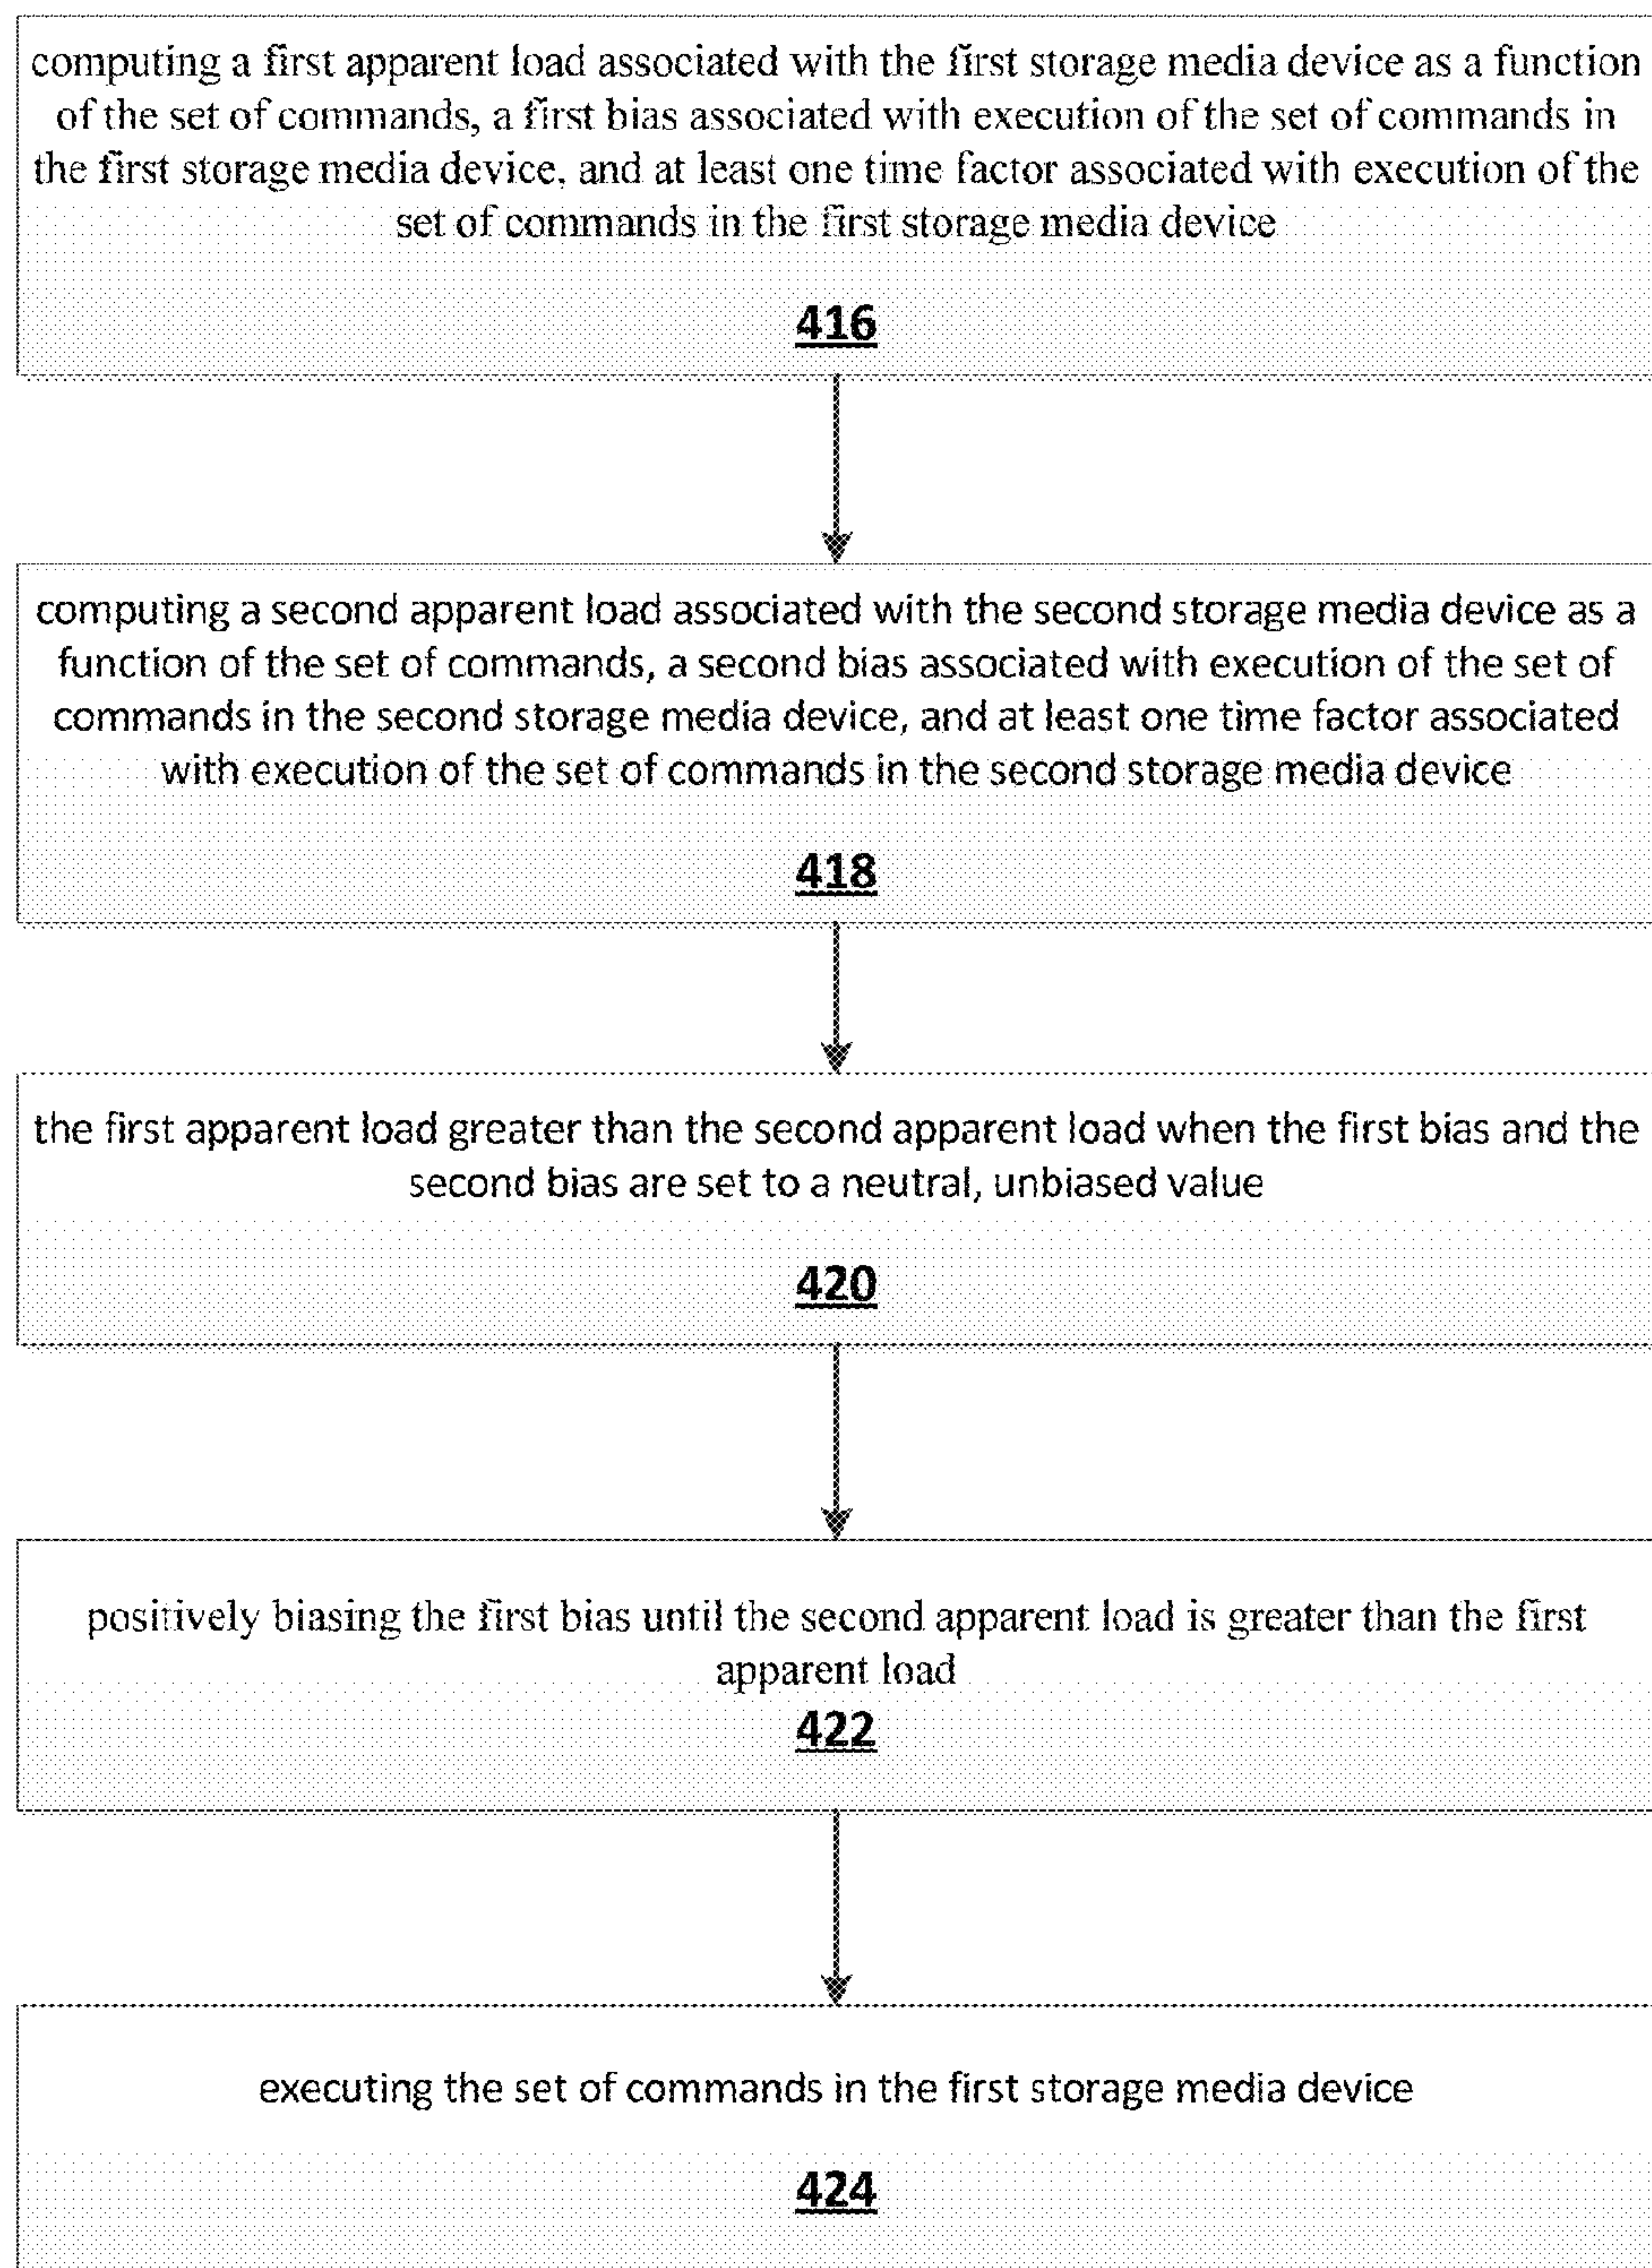 computing a first apparent load associated with the first storage media device as a function
of the set of commands, a first bias associated with execution of the set of commands in
the first storage media device, and at least one time factor associated with execution of the
set of commands in the first storage media device
416
computing a second apparent load associated with the second storage media device as a
function of the set of commands, a second bias associated with execution of the set of
commands in the second storage media device, and at least one time factor associated
with execution of the set of commands in the second storage media device
418
the first apparent load greater than the second apparent load when the first bias and the
second bias are set to a neutral, unbiased value
420
positively biasing the first bias until the second apparent load is greater than the first
apparent load
422
executing the set of commands in the first storage media device
424